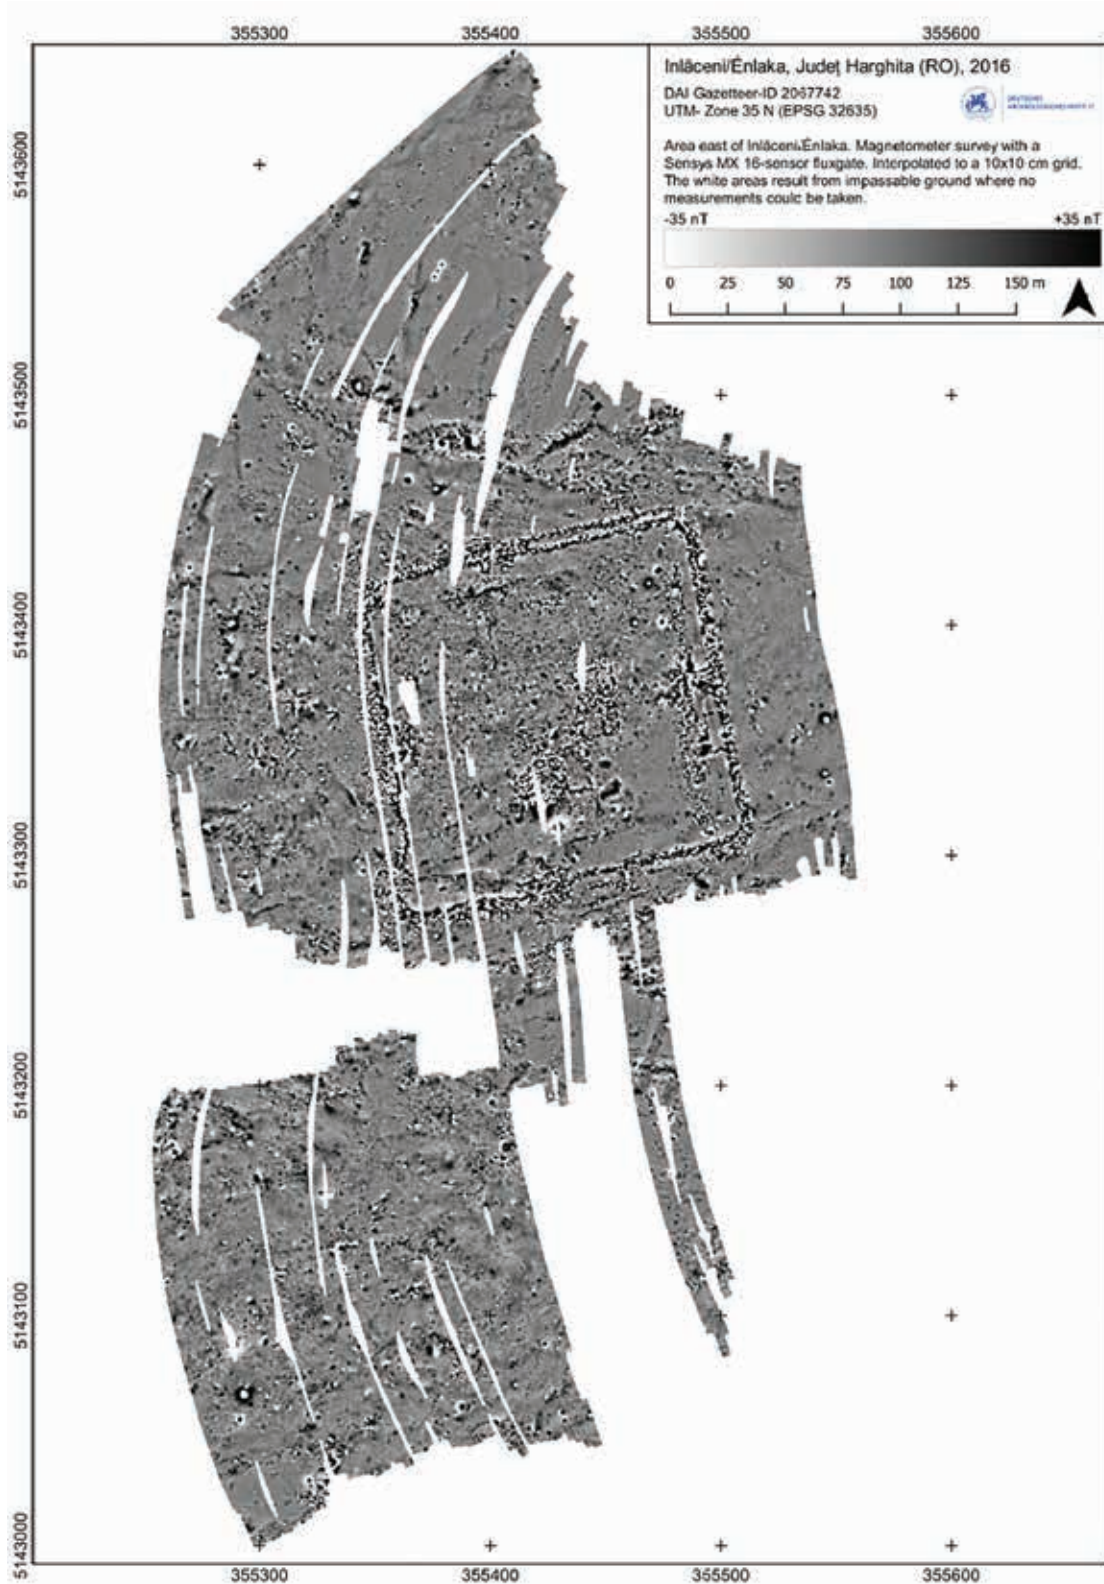 355300 355400 355500 355600
Inlăceni/Énlaka, Județ Harghita (RO), 2016
DAI Gazetteer-ID 2067742
UTM- Zone 35 N (EPSG 32635)
DEUTSCHES
ARCHÄOLOGISCHES INSTITUT
Area east of Inlăceni/Énlaka. Magnetometer survey with a
Sensys MX 16-sensor fluxgate. Interpolated to a 10x10 cm grid.
The white areas result from impassable ground where no
measurements could be taken.
-35 nT +35 nT
0 25 50 75 100 125 150 m
5143600
5143500
5143400
5143300
5143200
5143100
5143000
355300 355400 355500 355600